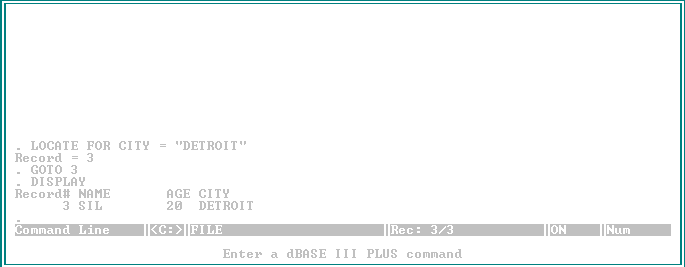 . LOCATE FOR CITY = "DETROIT"
Record = 3
. GOTO 3
. DISPLAY
Record# NAME AGE CITY
3 SIL 20 DETROIT
.
Command Line ||<C:>||FILE ||Rec: 3/3 ||ON ||Num
Enter a dBASE III PLUS command